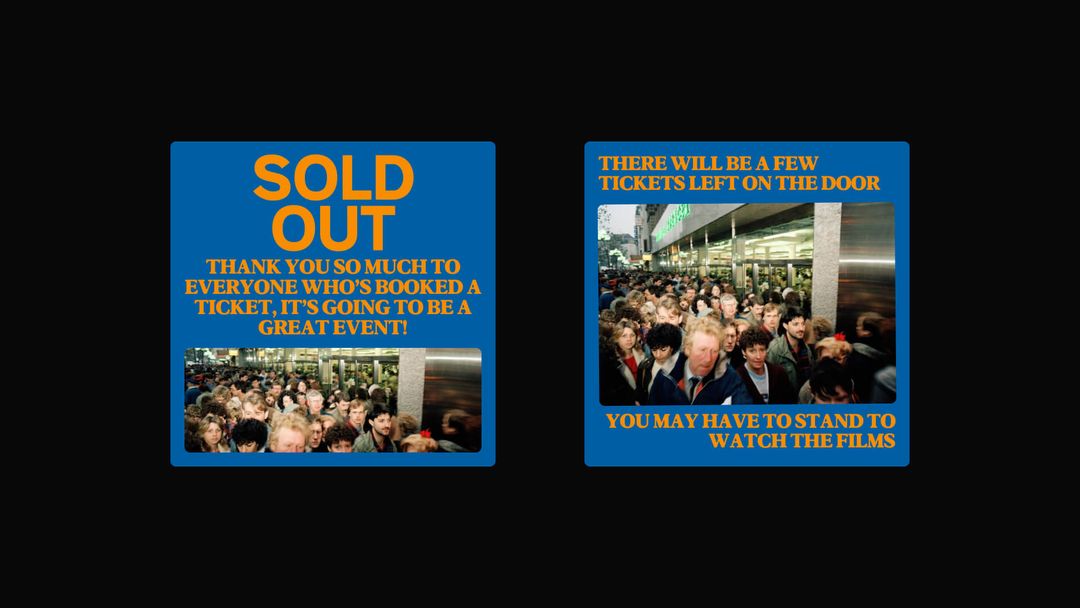 SOLD
OUT
THANK YOU SO MUCH TO
EVERYONE WHO'S BOOKED A
TICKET, IT'S GOING TO BE A
GREAT EVENT!
THERE WILL BE A FEW
TICKETS LEFT ON THE DOOR
YOU MAY HAVE TO STAND TO
WATCH THE FILMS